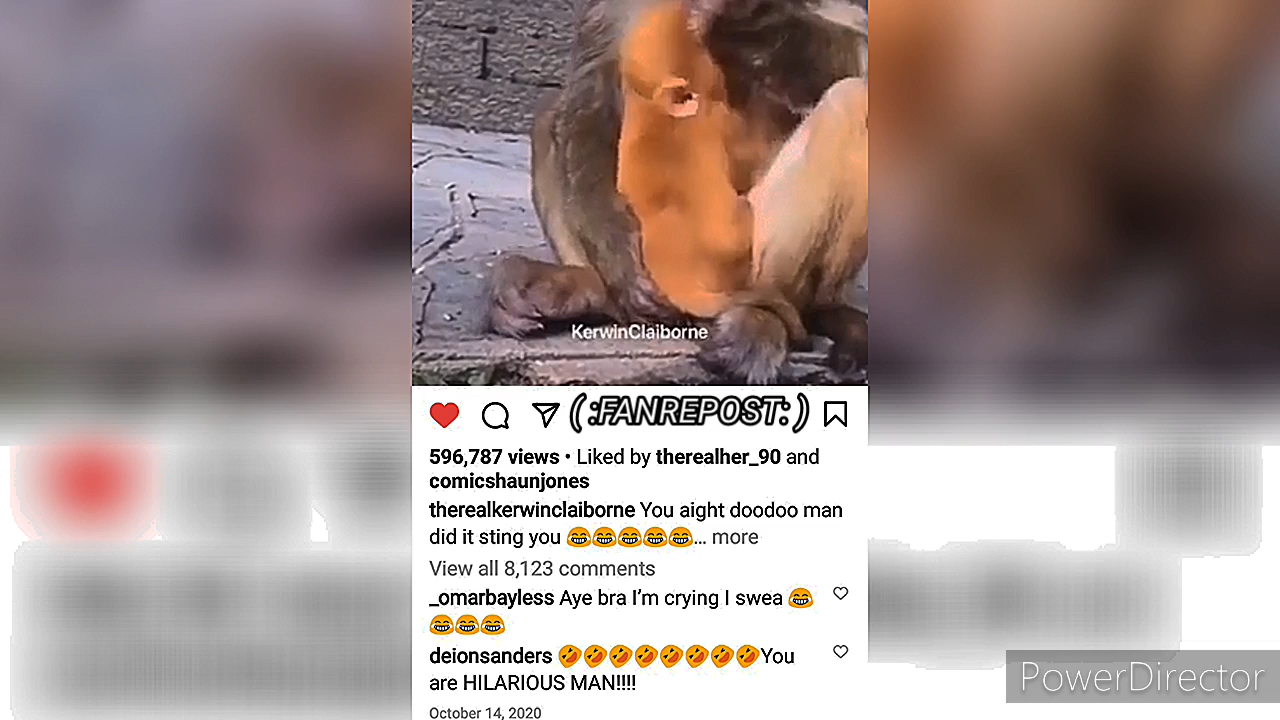 KerwinClaiborne
(:FANREPOST:)
596,787 views • Liked by therealher_90 and
comicshaunjones
therealkerwinclaiborne You aight doodoo man
did it sting you 😂😂😂😂😂... more
View all 8,123 comments
_omarbayless Aye bra I'm crying I swea 😂
😂😂😂
deionsanders 🤣🤣🤣🤣🤣🤣🤣🤣You
are HILARIOUS MAN!!!!
October 14, 2020
PowerDirector